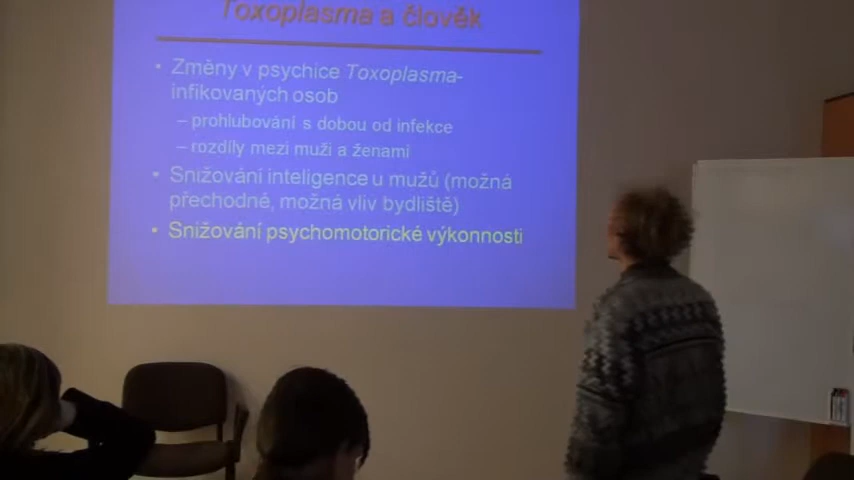 Toxoplasma a člověk
• Změny v psychice Toxoplasma-
infikovaných osob
– prohlubování s dobou od infekce
– rozdíly mezi muži a ženami
• Snižování inteligence u mužů (možná
přechodné, možná vliv bydliště)
• Snižování psychomotorické výkonnosti